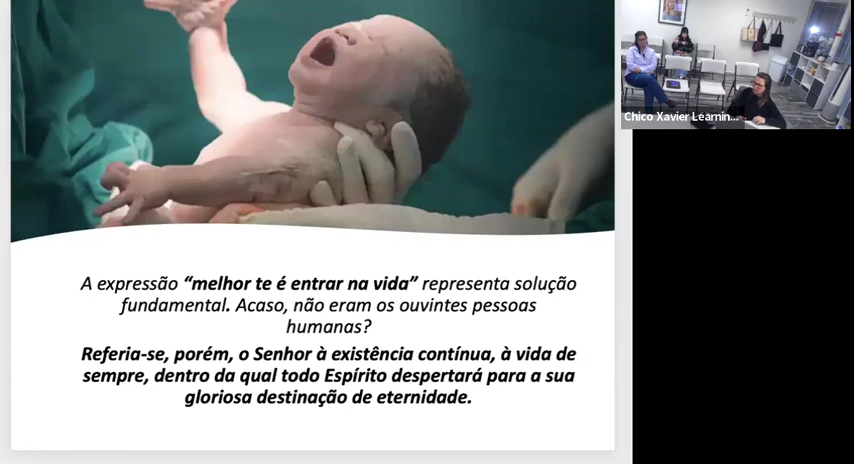 Chico Xavier Learnin...
A expressão “melhor te é entrar na vida” representa solução
fundamental. Acaso, não eram os ouvintes pessoas
humanas?
Referia-se, porém, o Senhor à existência contínua, à vida de
sempre, dentro da qual todo Espírito despertará para a sua
gloriosa destinação de eternidade.